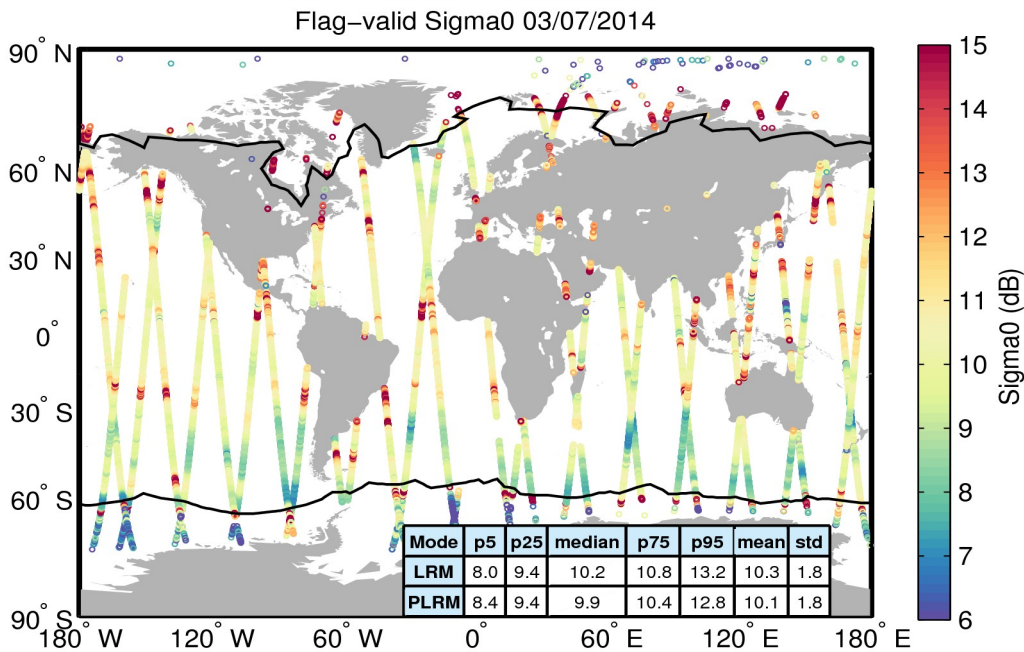 Flag−valid Sigma0 03/07/2014
90° N
60° N
30° N
0°
30° S
60° S
90° S
180° W
120° W
60° W
0°
60° E
120° E
180° E
Mode p5 p25 median p75 p95 mean std
LRM 8.0 9.4 10.2 10.8 13.2 10.3 1.8
PLRM 8.4 9.4 9.9 10.4 12.8 10.1 1.8
15
14
13
12
11
10
9
8
7
6
Sigma0 (dB)